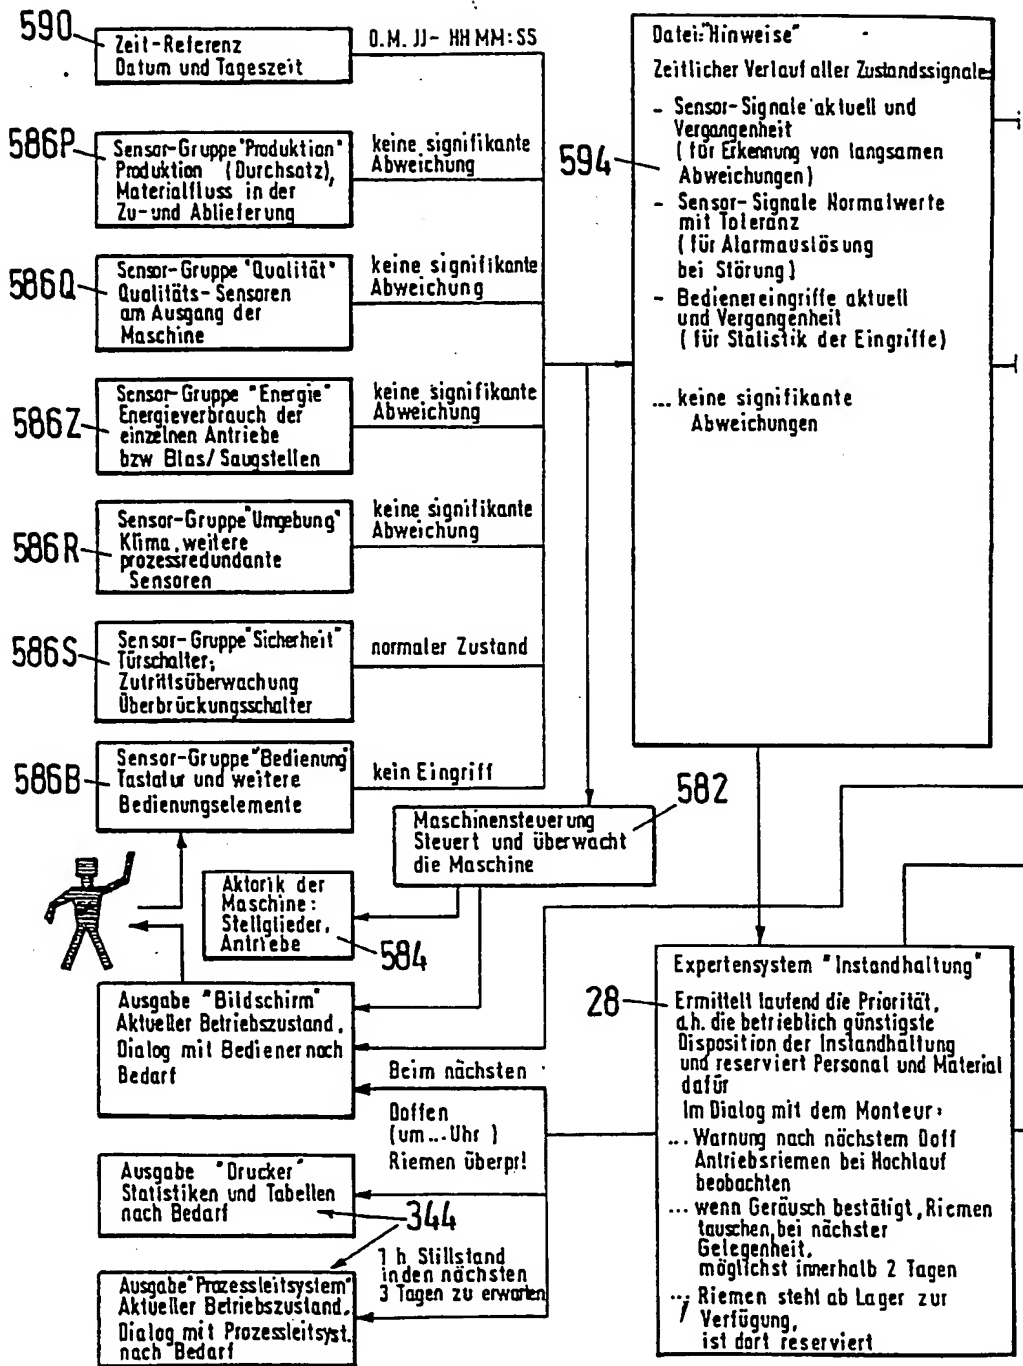 590
Zeit-Referenz
Datum und Tageszeit
D.M. JJ- HH MM:SS
586P
Sensor-Gruppe "Produktion"
Produktion (Durchsatz),
Materialfluss in der
Zu- und Ablieferung
keine signifikante
Abweichung
586Q
Sensor-Gruppe "Qualität"
Qualitäts-Sensoren
am Ausgang der
Maschine
keine signifikante
Abweichung
586Z
Sensor-Gruppe "Energie"
Energieverbrauch der
einzelnen Antriebe
bzw Blas/Saugstellen
keine signifikante
Abweichung
586R
Sensor-Gruppe "Umgebung"
Klima, weitere
prozessredundante
Sensoren
keine signifikante
Abweichung
586S
Sensor-Gruppe "Sicherheit"
Türschalter;
Zutrittsüberwachung
Überbrückungsschalter
normaler Zustand
586B
Sensor-Gruppe "Bedienung"
Tastatur und weitere
Bedienungselemente
kein Eingriff
Datei: "Hinweise"
Zeitlicher Verlauf aller Zustandssignale:
594
- Sensor-Signale aktuell und
Vergangenheit
(für Erkennung von langsamen
Abweichungen)
- Sensor-Signale Normalwerte
mit Toleranz
(für Alarmauslösung
bei Störung)
- Bedienereingriffe aktuell
und Vergangenheit
(für Statistik der Eingriffe)
... keine signifikante
Abweichungen
582
Maschinensteuerung
Steuert und überwacht
die Maschine
Aktorik der
Maschine:
Stellglieder,
Antriebe
584
Ausgabe "Bildschirm"
Aktueller Betriebszustand,
Dialog mit Bediener nach
Bedarf
Beim nächsten
Doffen
(um ... Uhr)
Riemen überpr!
Ausgabe "Drucker"
Statistiken und Tabellen
nach Bedarf
344
1 h. Stillstand
in den nächsten
3 Tagen zu erwarten
Ausgabe "Prozessleitsystem"
Aktueller Betriebszustand,
Dialog mit Prozessleitsyst.
nach Bedarf
28
Expertensystem "Instandhaltung"
Ermittelt laufend die Priorität,
d.h. die betrieblich günstigste
Disposition der Instandhaltung
und reserviert Personal und Material
dafür
Im Dialog mit dem Monteur:
... Warnung nach nächstem Doff
Antriebsriemen bei Hochlauf
beobachten
... wenn Geräusch bestätigt, Riemen
tauschen, bei nächster
Gelegenheit,
möglichst innerhalb 2 Tagen
... Riemen steht ab Lager zur
Verfügung,
ist dort reserviert